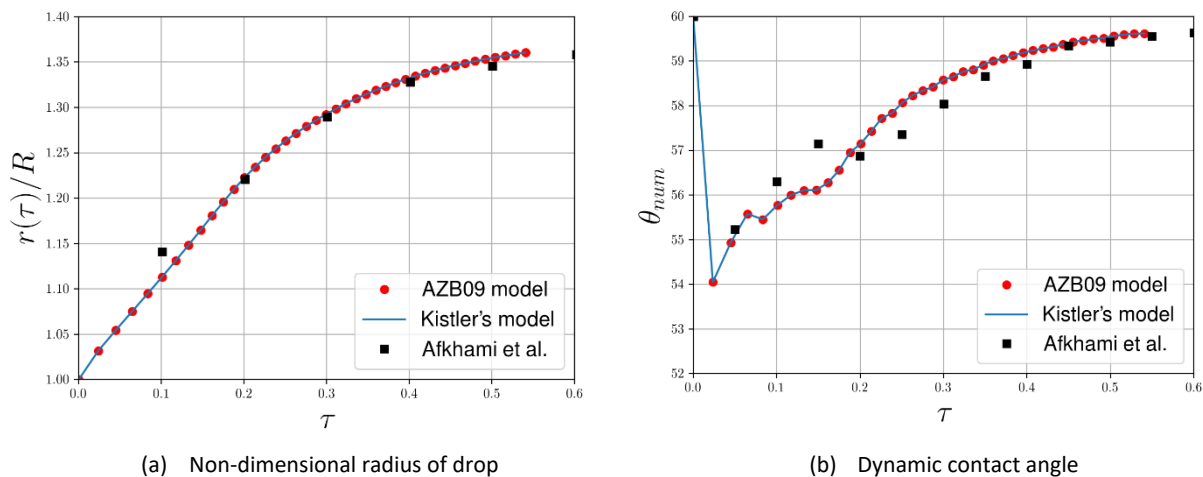 1.40
1.35
1.30
1.25
1.20
1.15
1.10
1.05
1.00
r(τ)/R
0.0 0.1 0.2 0.3 0.4 0.5 0.6
τ
AZB09 model
Kistler's model
Afkhami et al.
(a) Non-dimensional radius of drop
60
59
58
57
56
55
54
53
52
θnum
0.0 0.1 0.2 0.3 0.4 0.5 0.6
τ
AZB09 model
Kistler's model
Afkhami et al.
(b) Dynamic contact angle